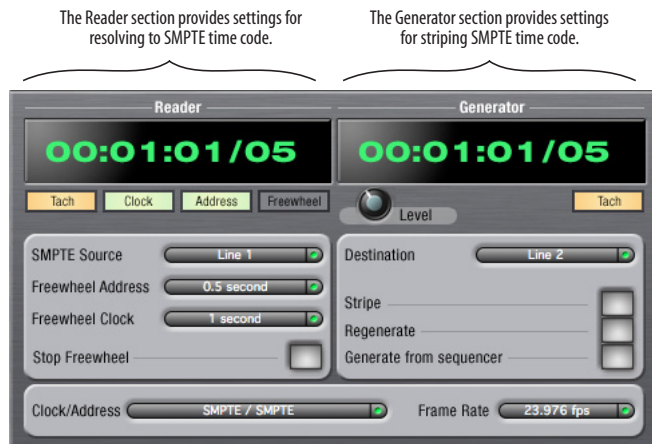 The Reader section provides settings for
resolving to SMPTE time code.
The Generator section provides settings
for striping SMPTE time code.
Reader
00:01:01/05
Tach Clock Address Freewheel
SMPTE Source Line 1
Freewheel Address 0.5 second
Freewheel Clock 1 second
Stop Freewheel
Generator
00:01:01/05
Level Tach
Destination Line 2
Stripe
Regenerate
Generate from sequencer
Clock/Address SMPTE / SMPTE Frame Rate 23.976 fps